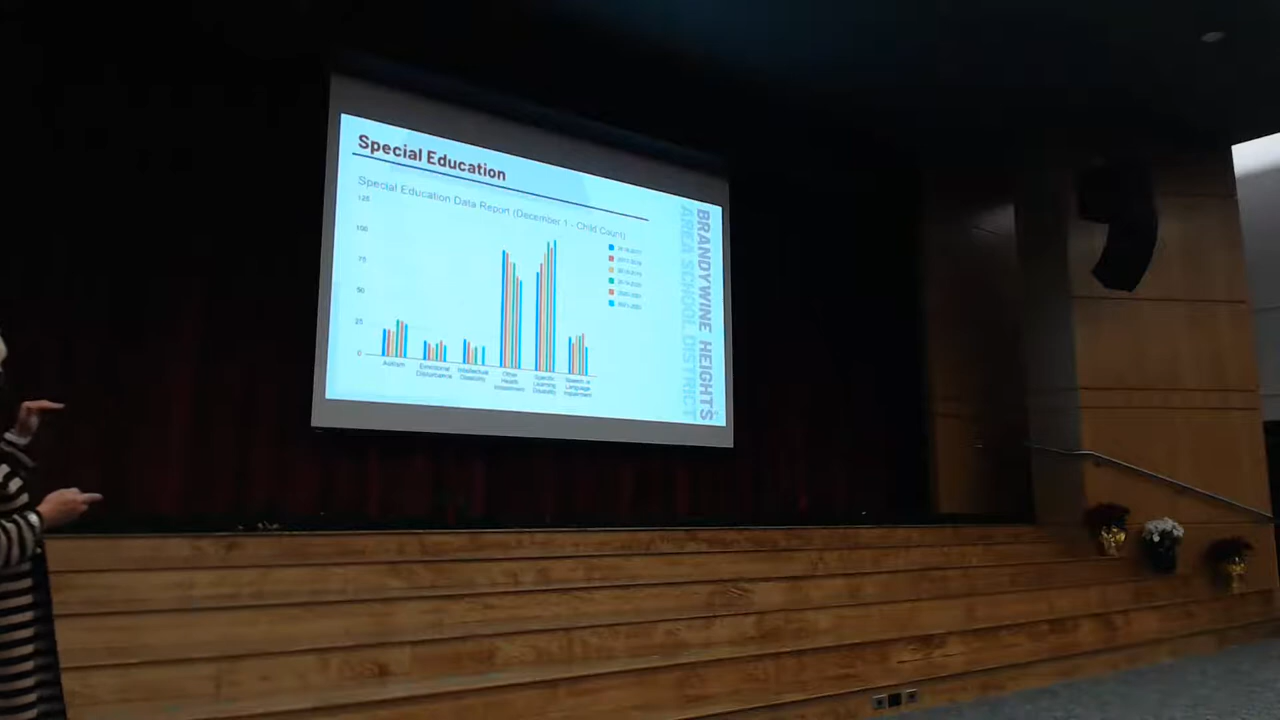 Special Education
Special Education Data Report (December 1 - Child Count)
125
100
75
50
25
0
Autism
Emotional
Disturbance
Intellectual
Disability
Other
Health
Impairment
Specific
Learning
Disability
Speech or
Language
Impairment
BRANDYWINE HEIGHTS
AREA SCHOOL DISTRICT